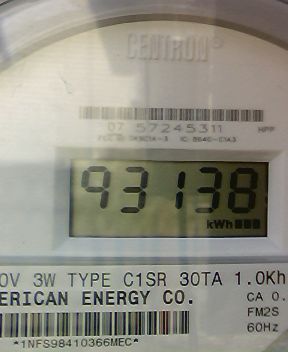 CENTRON®
07 57245311 HPP
93138
kWh
0V 3W TYPE C1SR 30TA 1.0Kh
ERICAN ENERGY CO. CA 0.
FM2S
60Hz
*1NFS98410366MEC*